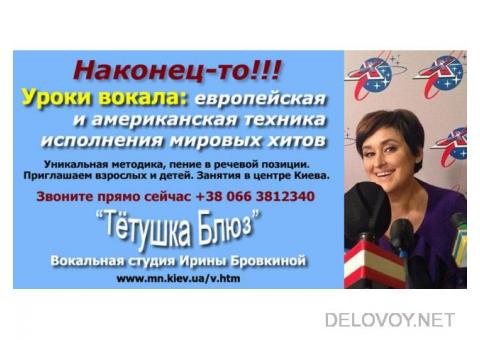 Наконец-то!!!
Уроки вокала: европейская
и американская техника
исполнения мировых хитов
Уникальная методика, пение в речевой позиции.
Приглашаем взрослых и детей. Занятия в центре Киева.
Звоните прямо сейчас +38 066 3812340
“Тётушка Блюз”
Вокальная студия Ирины Бровкиной
www.mn.kiev.ua/v.htm
DELOVOY.NET